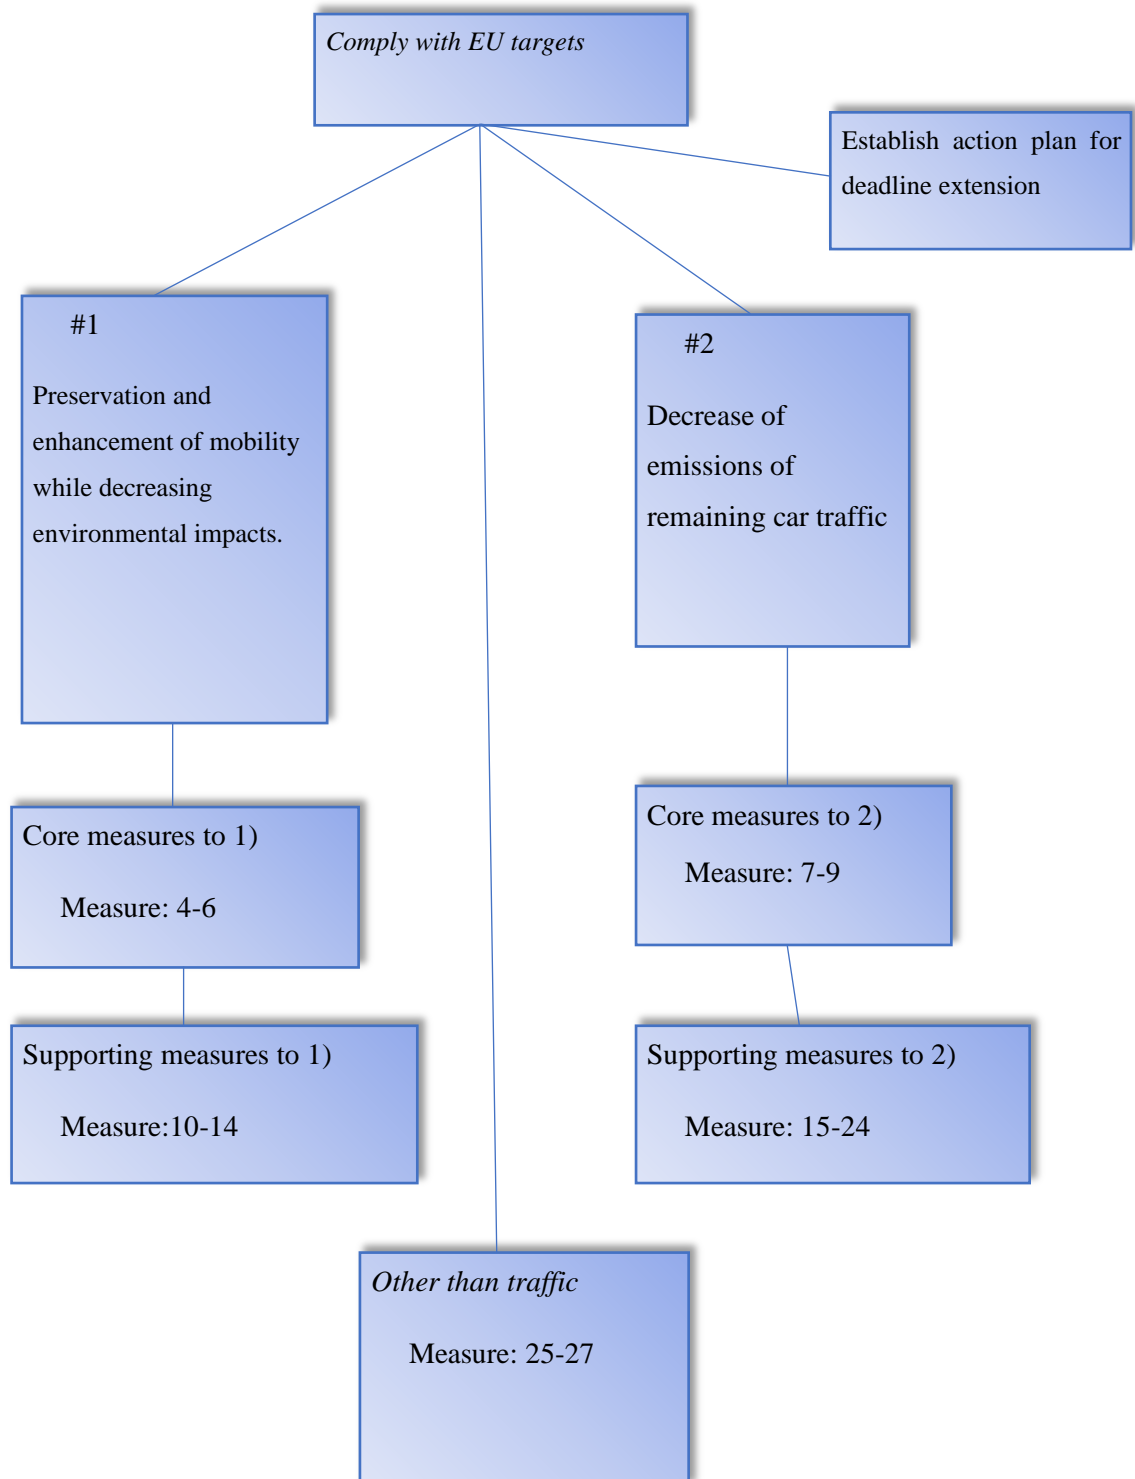 Comply with EU targets
Establish action plan for
deadline extension
#1
Preservation and
enhancement of mobility
while decreasing
environmental impacts.
#2
Decrease of
emissions of
remaining car traffic
Core measures to 1)
Measure: 4-6
Core measures to 2)
Measure: 7-9
Supporting measures to 1)
Measure:10-14
Supporting measures to 2)
Measure: 15-24
Other than traffic
Measure: 25-27